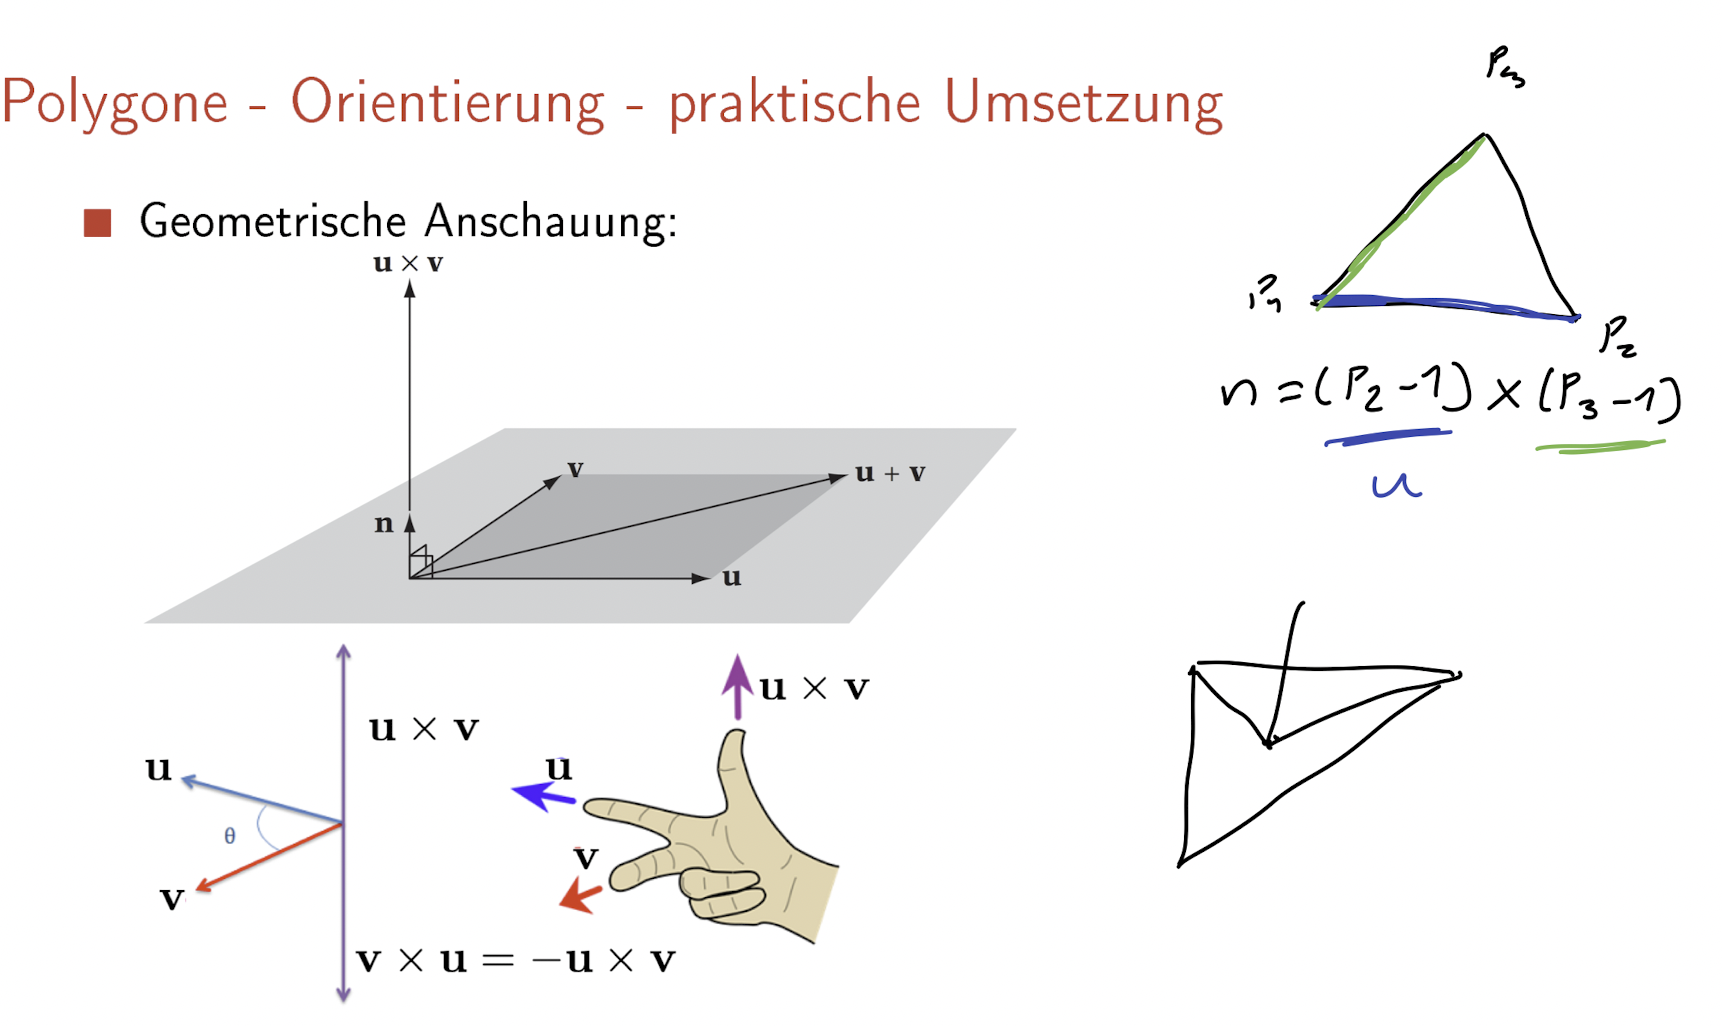 Polygone - Orientierung - praktische Umsetzung
Geometrische Anschauung:
u × v
n
v
u + v
u
u × v
u
θ
v
v × u = −u × v
u × v
u
v
P3
P1
P2
n = (P2 -1) × (P3 -1)
u